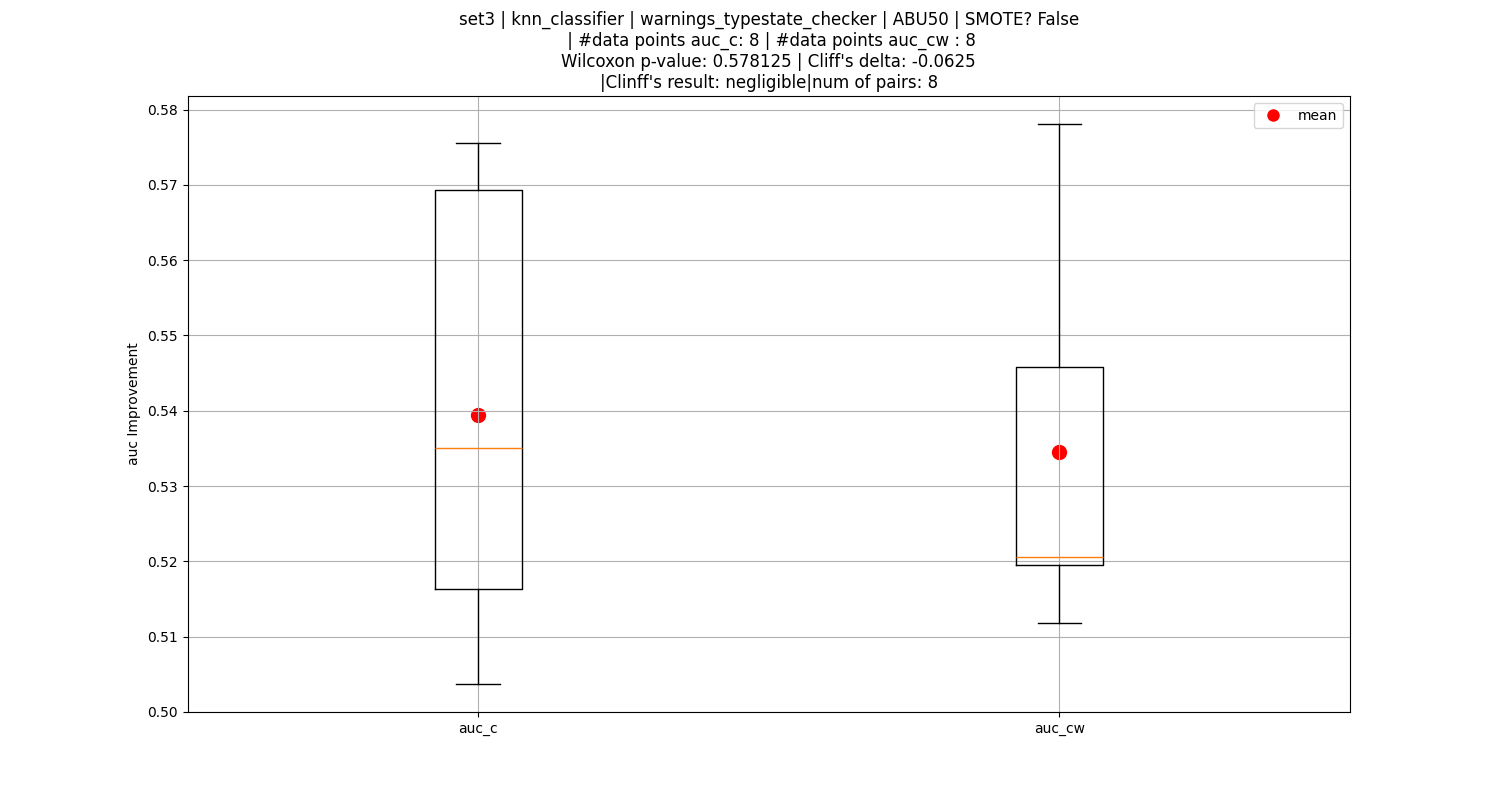 set3 | knn_classifier | warnings_typestate_checker | ABU50 | SMOTE? False
| #data points auc_c: 8 | #data points auc_cw : 8
Wilcoxon p-value: 0.578125 | Cliff's delta: -0.0625
|Clinff's result: negligible|num of pairs: 8
mean
auc Improvement
0.58
0.57
0.56
0.55
0.54
0.53
0.52
0.51
0.50
auc_c
auc_cw